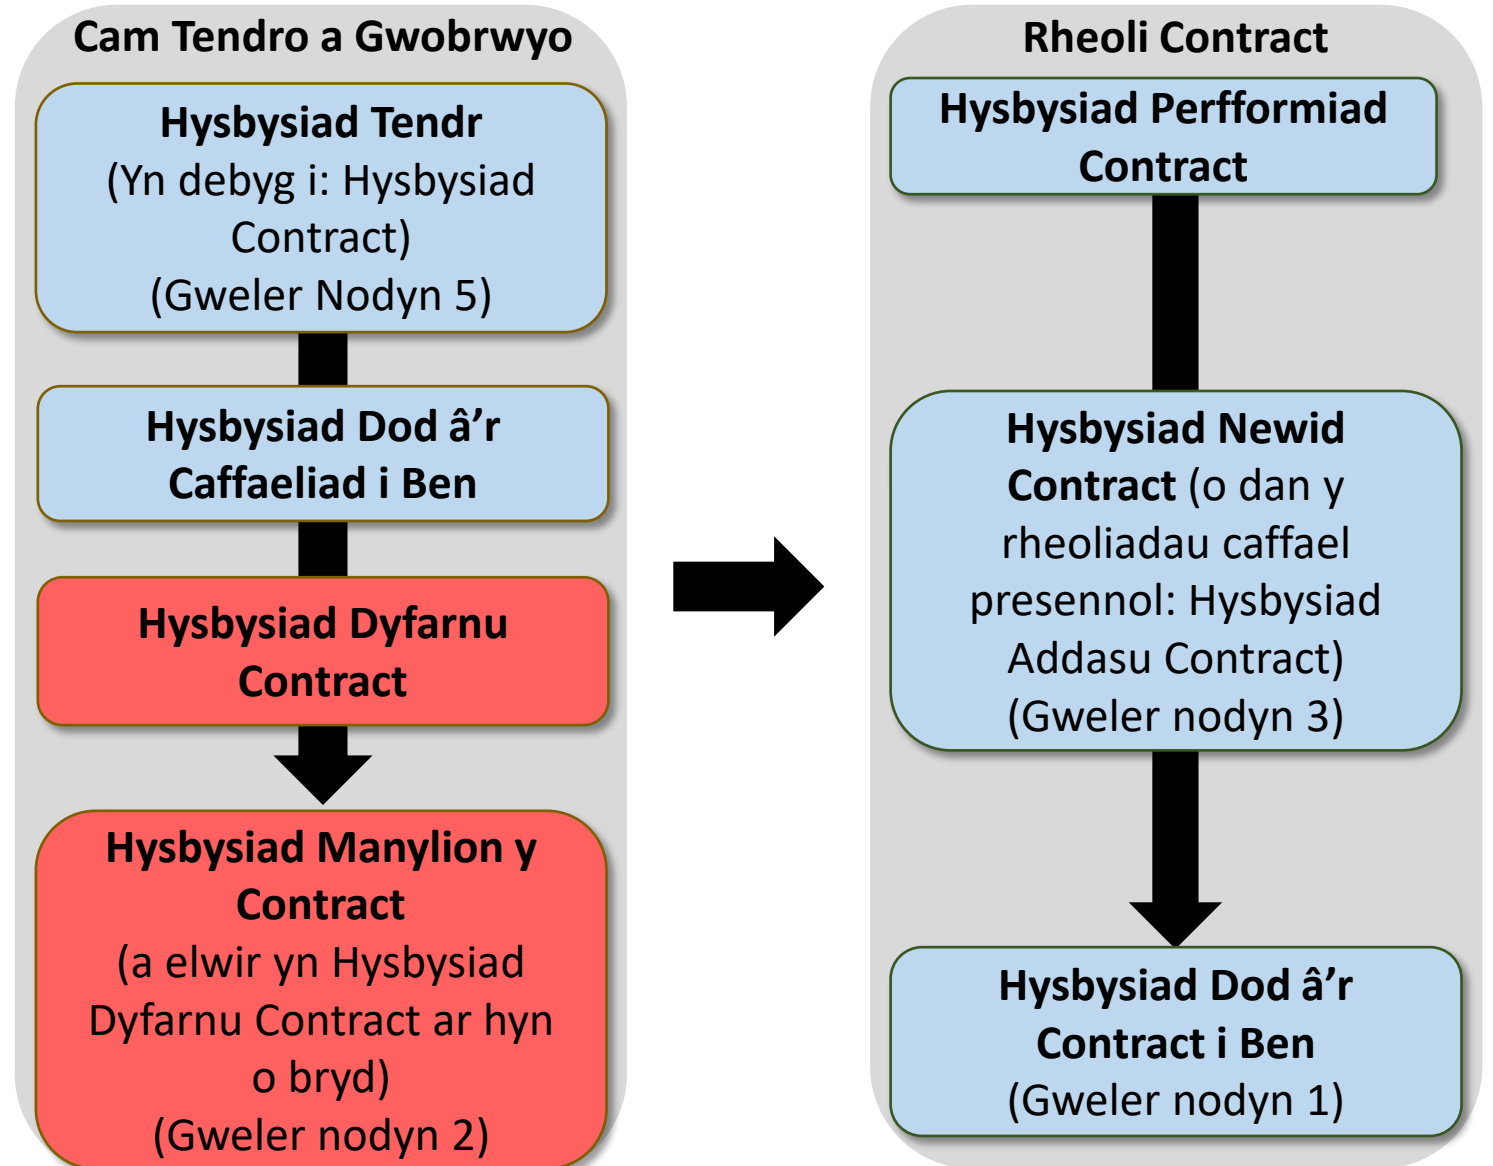 Cam Tendro a Gwobrwyo
Hysbysiad Tendr
(Yn debyg i: Hysbysiad
Contract)
(Gweler Nodyn 5)
Hysbysiad Dod â’r
Caffaeliad i Ben
Hysbysiad Dyfarnu
Contract
Hysbysiad Manylion y
Contract
(a elwir yn Hysbysiad
Dyfarnu Contract ar hyn
o bryd)
(Gweler nodyn 2)
Rheoli Contract
Hysbysiad Perfformiad
Contract
Hysbysiad Newid
Contract (o dan y
rheoliadau caffael
presennol: Hysbysiad
Addasu Contract)
(Gweler nodyn 3)
Hysbysiad Dod â’r
Contract i Ben
(Gweler nodyn 1)